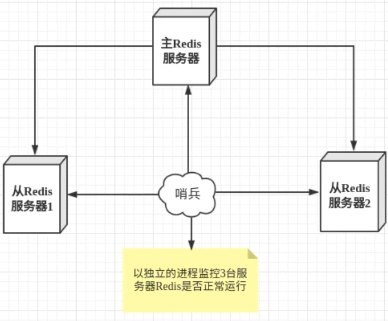 主Redis
服务器
从Redis
服务器1
哨兵
从Redis
服务器2
以独立的进程监控3台服
务器Redis是否正常运行